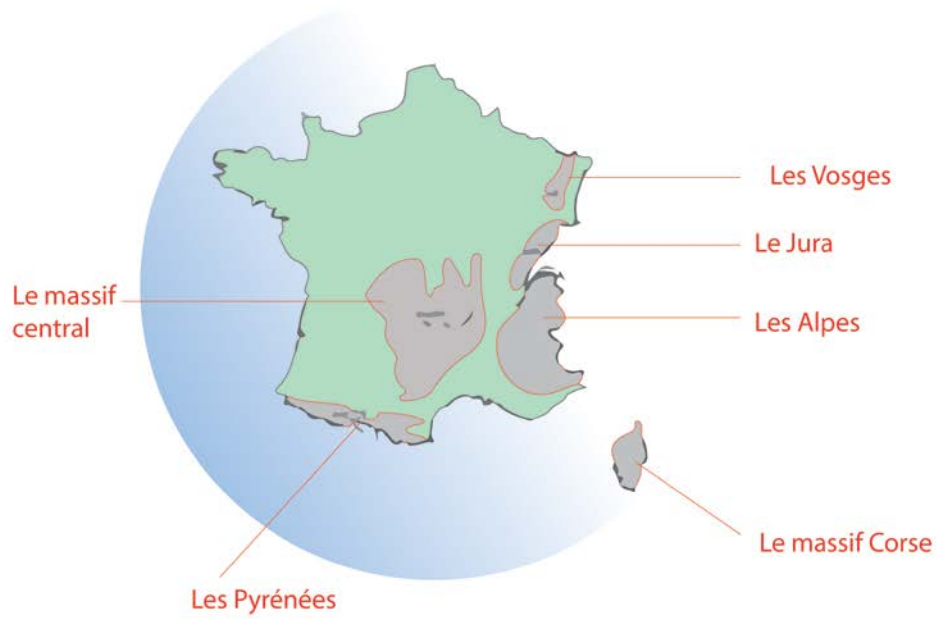 Les Vosges
Le Jura
Le massif
central
Les Alpes
Le massif Corse
Les Pyrénées